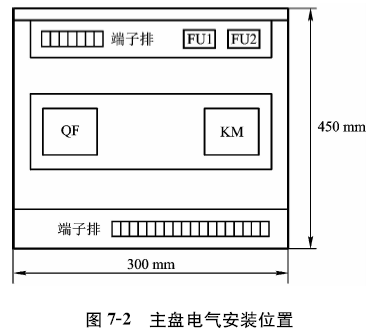 端子排 FU1 FU2
QF KM
450 mm
端子排
300 mm
图 7-2 主盘电气安装位置